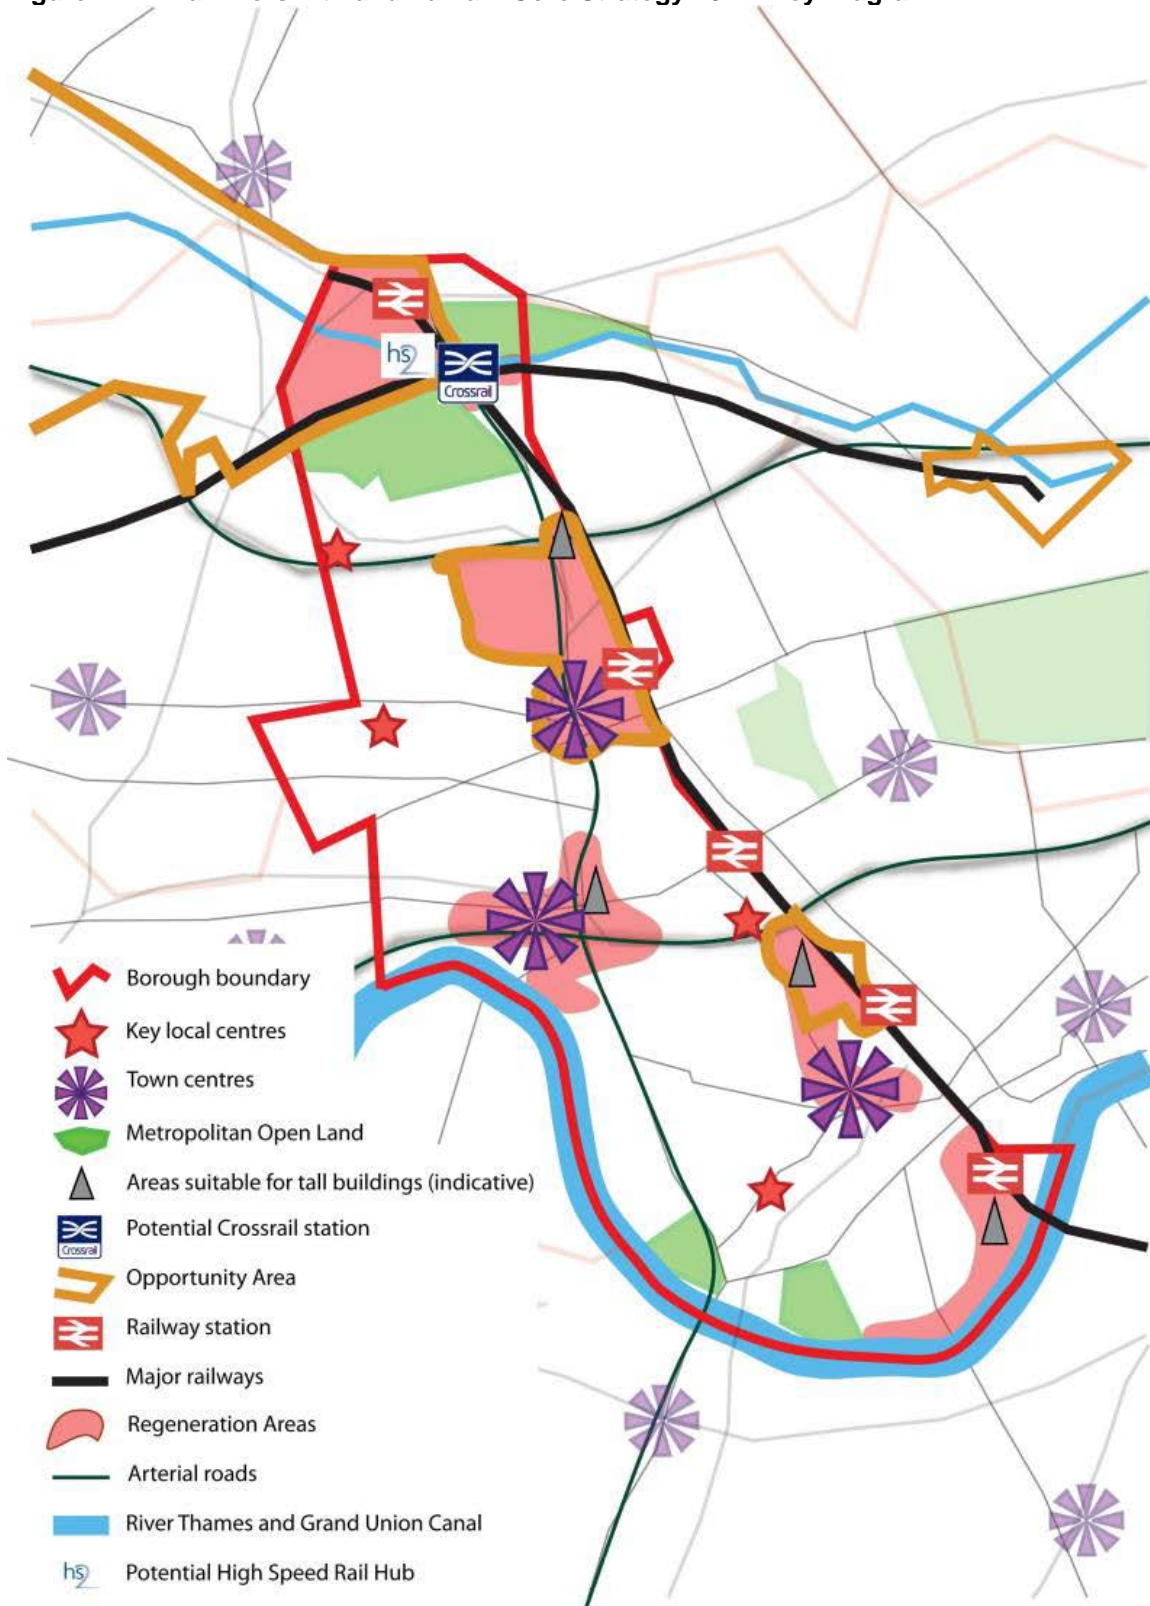 hs2
Crossrail
Borough boundary
Key local centres
Town centres
Metropolitan Open Land
Areas suitable for tall buildings (indicative)
Crossrail
Potential Crossrail station
Opportunity Area
Railway station
Major railways
Regeneration Areas
Arterial roads
River Thames and Grand Union Canal
hs2
Potential High Speed Rail Hub